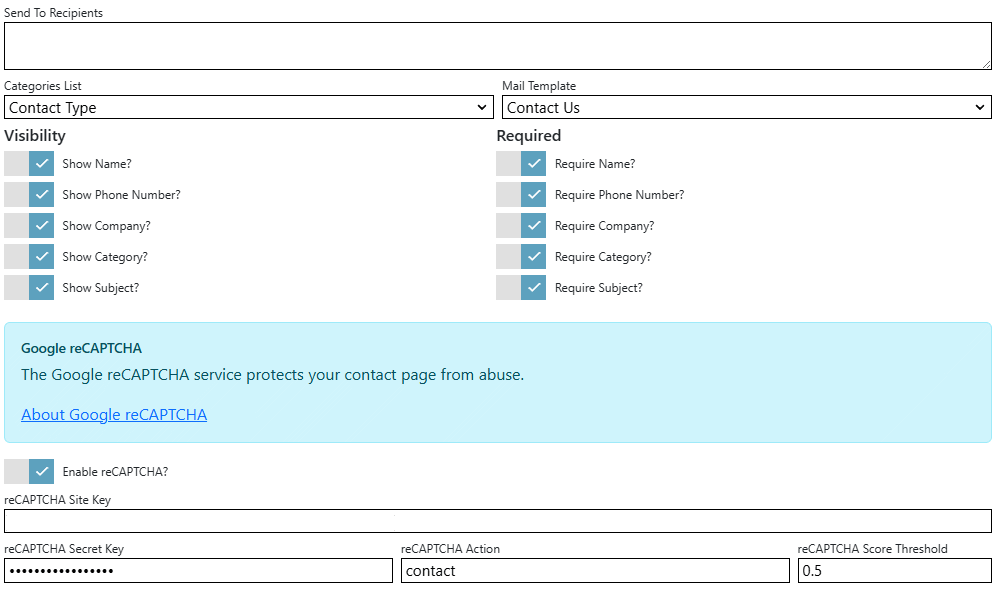 Send To Recipients
Categories List
Mail Template
Contact Type
Contact Us
Visibility
Required
Show Name?
Require Name?
Show Phone Number?
Require Phone Number?
Show Company?
Require Company?
Show Category?
Require Category?
Show Subject?
Require Subject?
Google reCAPTCHA
The Google reCAPTCHA service protects your contact page from abuse.
About Google reCAPTCHA
Enable reCAPTCHA?
reCAPTCHA Site Key
reCAPTCHA Secret Key
reCAPTCHA Action
reCAPTCHA Score Threshold
•••••••••••••••••
contact
0.5